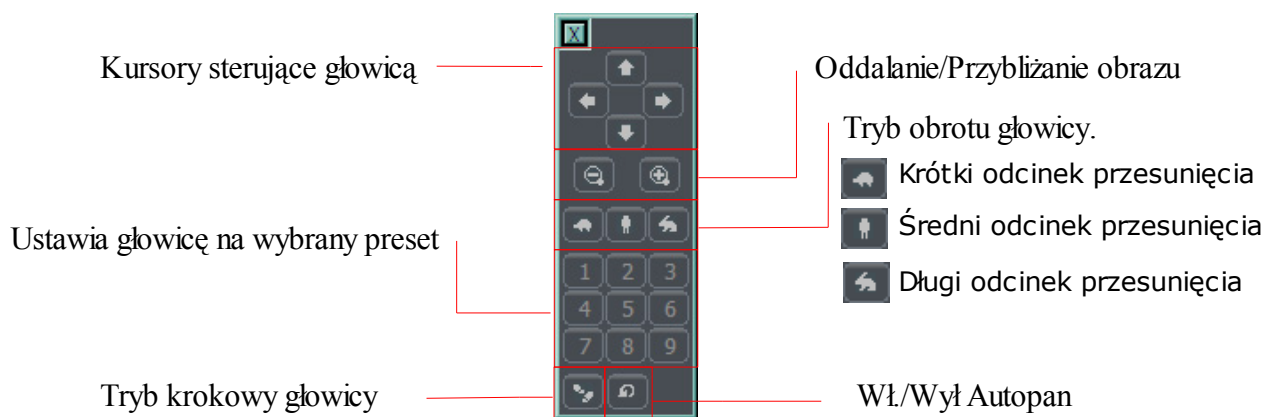 X
Kursory sterujące głowicą
Oddalanie/Przybliżanie obrazu
Tryb obrotu głowicy.
Krótki odcinek przesunięcia
Średni odcinek przesunięcia
Długi odcinek przesunięcia
Ustawia głowicę na wybrany preset
1 2 3
4 5 6
7 8 9
Tryb krokowy głowicy
Wł./Wył Autopan